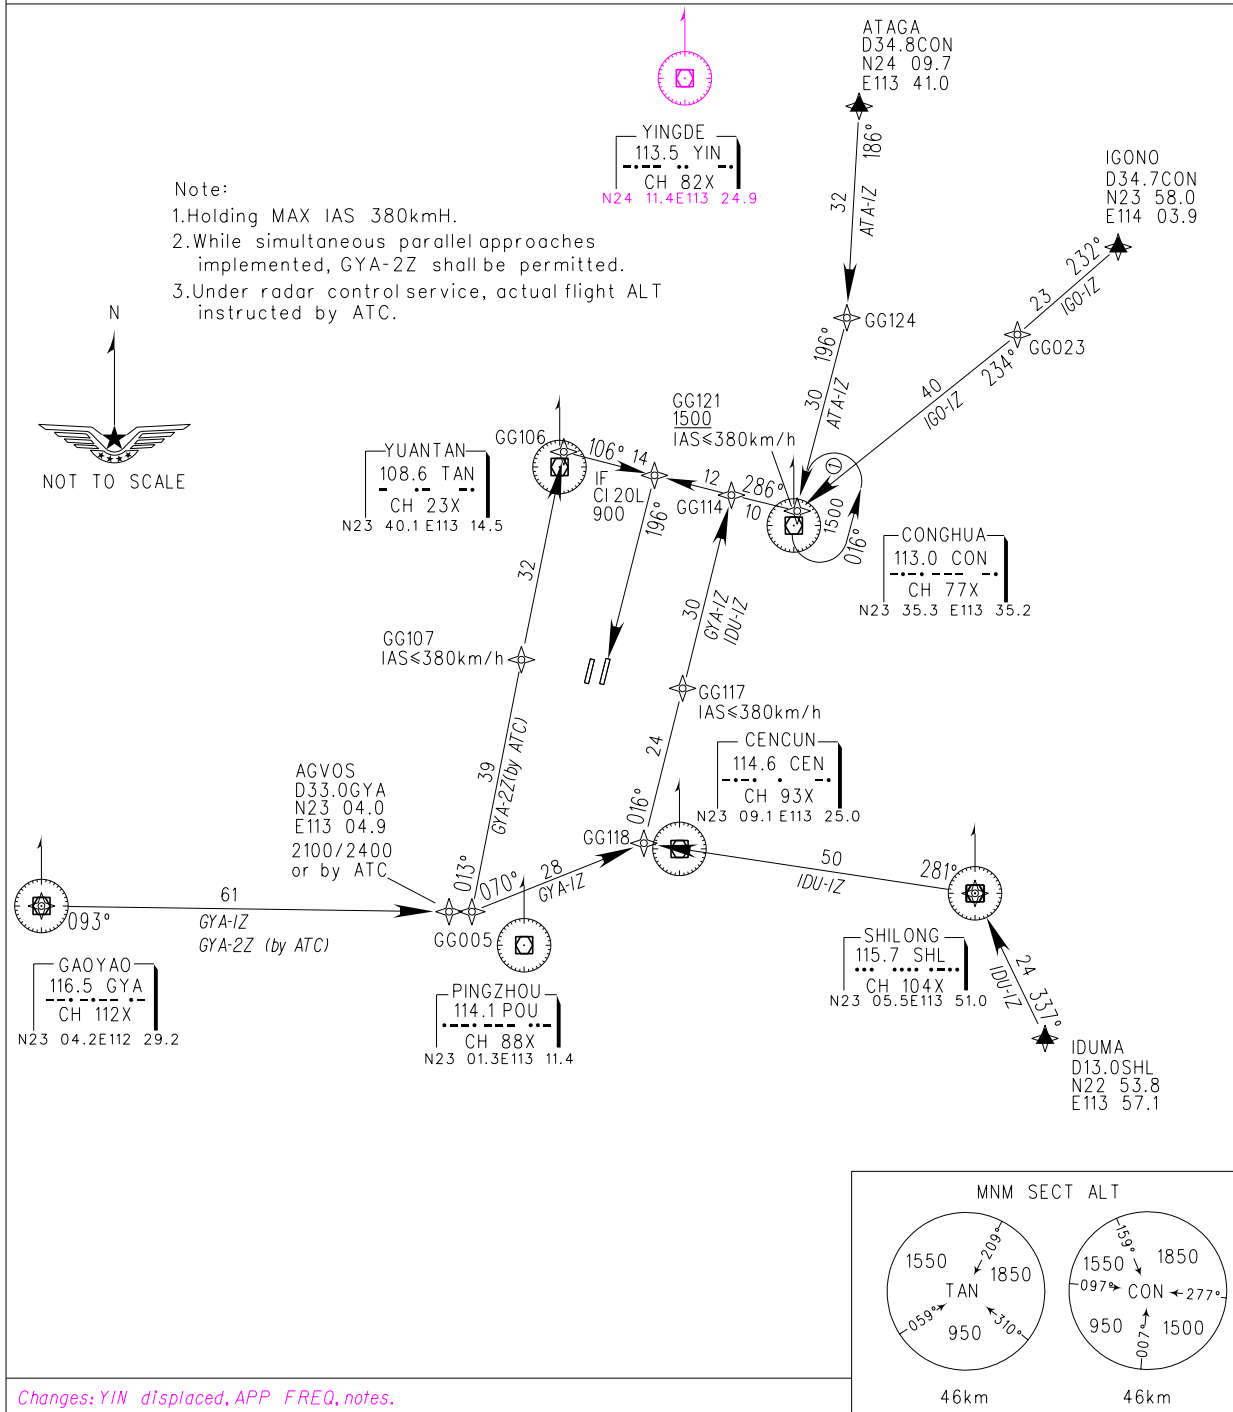 ATAGA
D34.8CON
N24 09.7
E113 41.0
186°
32
ATA-1Z
YINGDE
113.5 YIN
CH 82X
N24 11.4E113 24.9
IGONO
D34.7CON
N23 58.0
E114 03.9
232°
23
IGO-1Z
GG023
234°
40
IGO-1Z
Note:
1.Holding MAX IAS 380kmH.
2.While simultaneous parallel approaches
implemented, GYA-2Z shall be permitted.
3.Under radar control service, actual flight ALT
instructed by ATC.
N
NOT TO SCALE
GG124
196°
30
ATA-1Z
GG121
1500
IAS≤380km/h
GG106
106°
14
IF
CI20L
900
196°
12
286°
GG114
10
1
1500
016°
YUANTAN
108.6 TAN
CH 23X
N23 40.1 E113 14.5
CONGHUA
113.0 CON
CH 77X
N23 35.3 E113 35.2
32
30
GYA-1Z
IDU-1Z
GG107
IAS≤380km/h
GG117
IAS≤380km/h
24
016°
CENCUN
114.6 CEN
CH 93X
N23 09.1 E113 25.0
AGVOS
D33.0GYA
N23 04.0
E113 04.9
2100/2400
or by ATC
39
GYA-2Z(by ATC)
013°
GG118
070°
28
GYA-1Z
50
IDU-1Z
281°
61
093°
GYA-1Z
GYA-2Z (by ATC)
GG005
GAOYAO
116.5 GYA
CH 112X
N23 04.2E112 29.2
PINGZHOU
114.1 POU
CH 88X
N23 01.3E113 11.4
SHILONG
115.7 SHL
CH 104X
N23 05.5E113 51.0
24
337°
IDU-1Z
IDUMA
D13.0SHL
N22 53.8
E113 57.1
MNM SECT ALT
1550
209°
1850
TAN
059°
310°
950
46km
159°
1550
1850
097°
CON
277°
950
007°
1500
46km
Changes: YIN displaced, APP FREQ, notes.